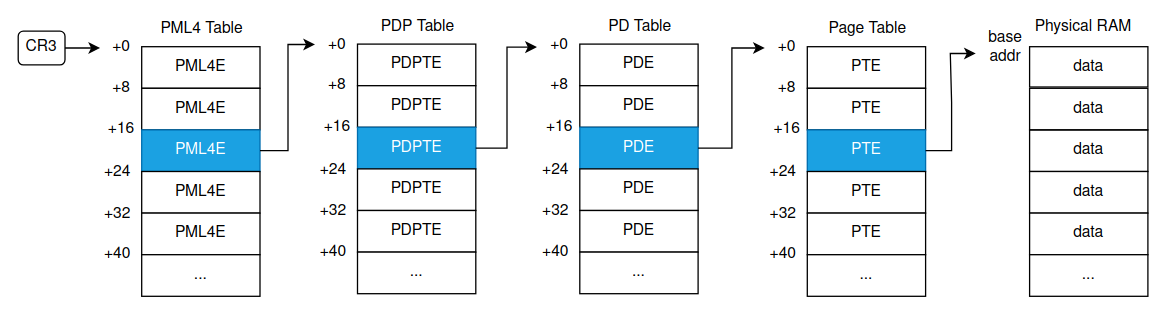 CR3
PML4 Table
+0
PML4E
+8
PML4E
+16
PML4E
+24
PML4E
+32
PML4E
+40
...
PDP Table
+0
PDPTE
+8
PDPTE
+16
PDPTE
+24
PDPTE
+32
PDPTE
+40
...
PD Table
+0
PDE
+8
PDE
+16
PDE
+24
PDE
+32
PDE
+40
...
Page Table
+0
PTE
+8
PTE
+16
PTE
+24
PTE
+32
PTE
+40
...
base
addr
Physical RAM
data
data
data
data
data
...